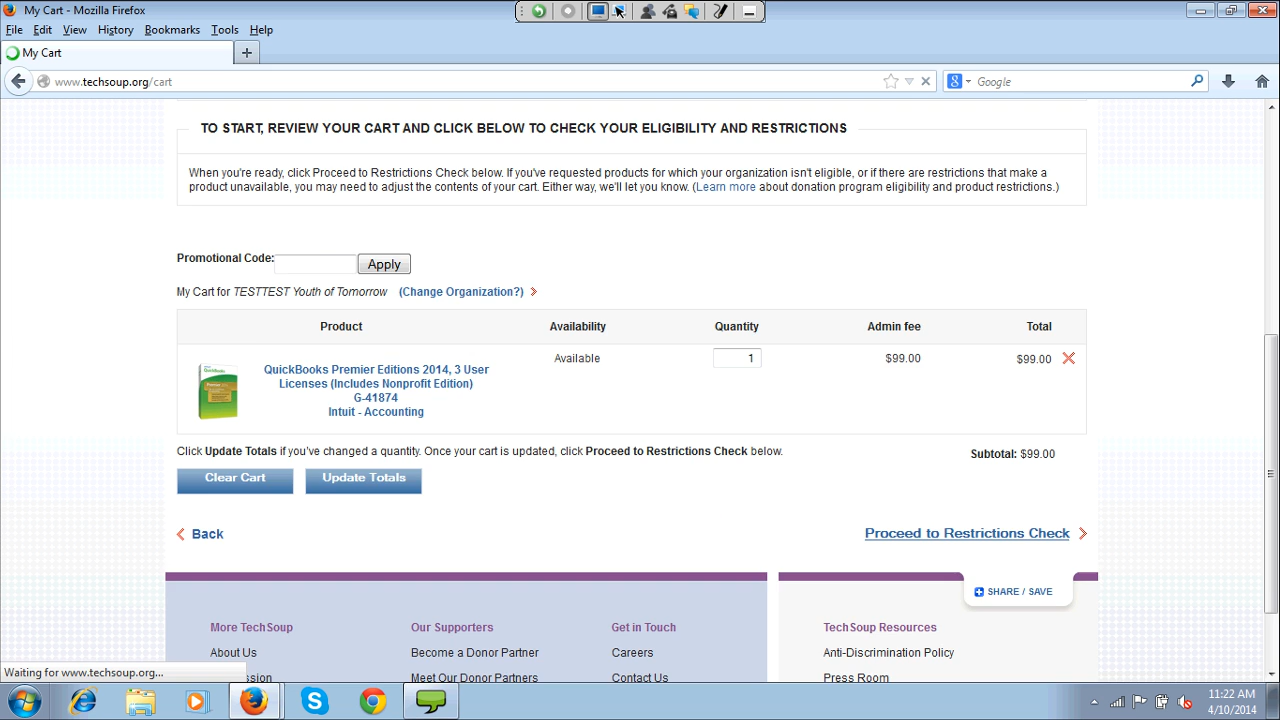 My Cart - Mozilla Firefox
File Edit View History Bookmarks Tools Help
My Cart
www.techsoup.org/cart
Google
TO START, REVIEW YOUR CART AND CLICK BELOW TO CHECK YOUR ELIGIBILITY AND RESTRICTIONS
When you're ready, click Proceed to Restrictions Check below. If you've requested products for which your organization isn't eligible, or if there are restrictions that make a
product unavailable, you may need to adjust the contents of your cart. Either way, we'll let you know. (Learn more about donation program eligibility and product restrictions.)
Promotional Code: Apply
My Cart for TESTTEST Youth of Tomorrow (Change Organization?)
Product Availability Quantity Admin fee Total
QuickBooks Premier Editions 2014, 3 User
Licenses (Includes Nonprofit Edition)
G-41874
Intuit - Accounting
Available 1 $99.00 $99.00
Click Update Totals if you've changed a quantity. Once your cart is updated, click Proceed to Restrictions Check below.
Subtotal: $99.00
Clear Cart Update Totals
Back Proceed to Restrictions Check
SHARE / SAVE
More TechSoup Our Supporters Get in Touch TechSoup Resources
About Us Become a Donor Partner Careers Anti-Discrimination Policy
Meet Our Donor Partners Contact Us Press Room
Waiting for www.techsoup.org...
11:22 AM
4/10/2014